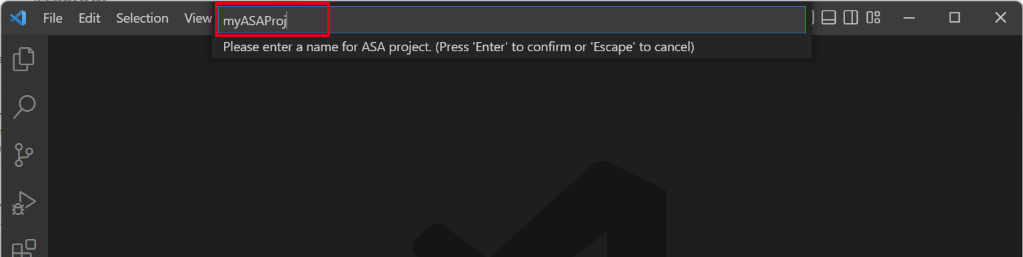 File Edit Selection View myASAProj
Please enter a name for ASA project. (Press 'Enter' to confirm or 'Escape' to cancel)